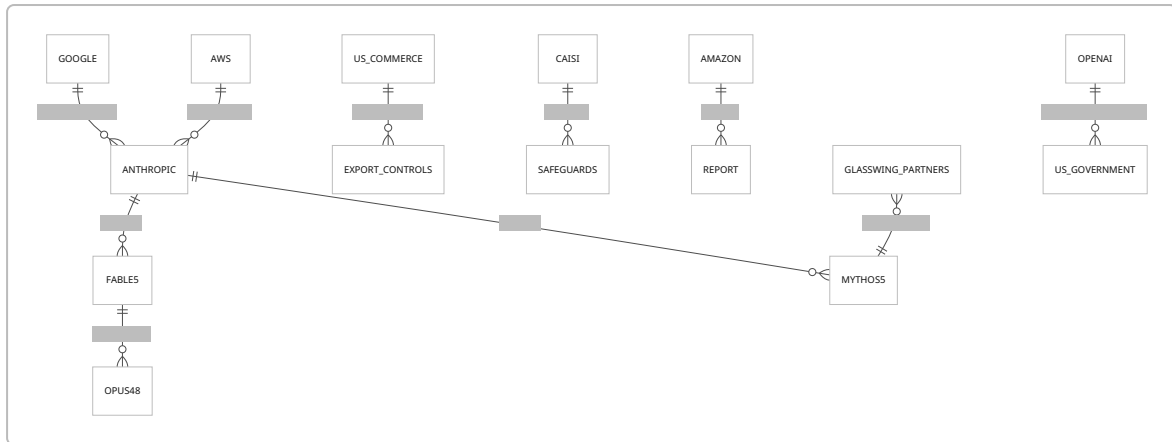 GOOGLE
AWS
US_COMMERCE
CAISI
AMAZON
OPENAI
ANTHROPIC
EXPORT_CONTROLS
SAFEGUARDS
REPORT
GLASSWING_PARTNERS
US_GOVERNMENT
FABLE5
MYTHOS5
OPUS48